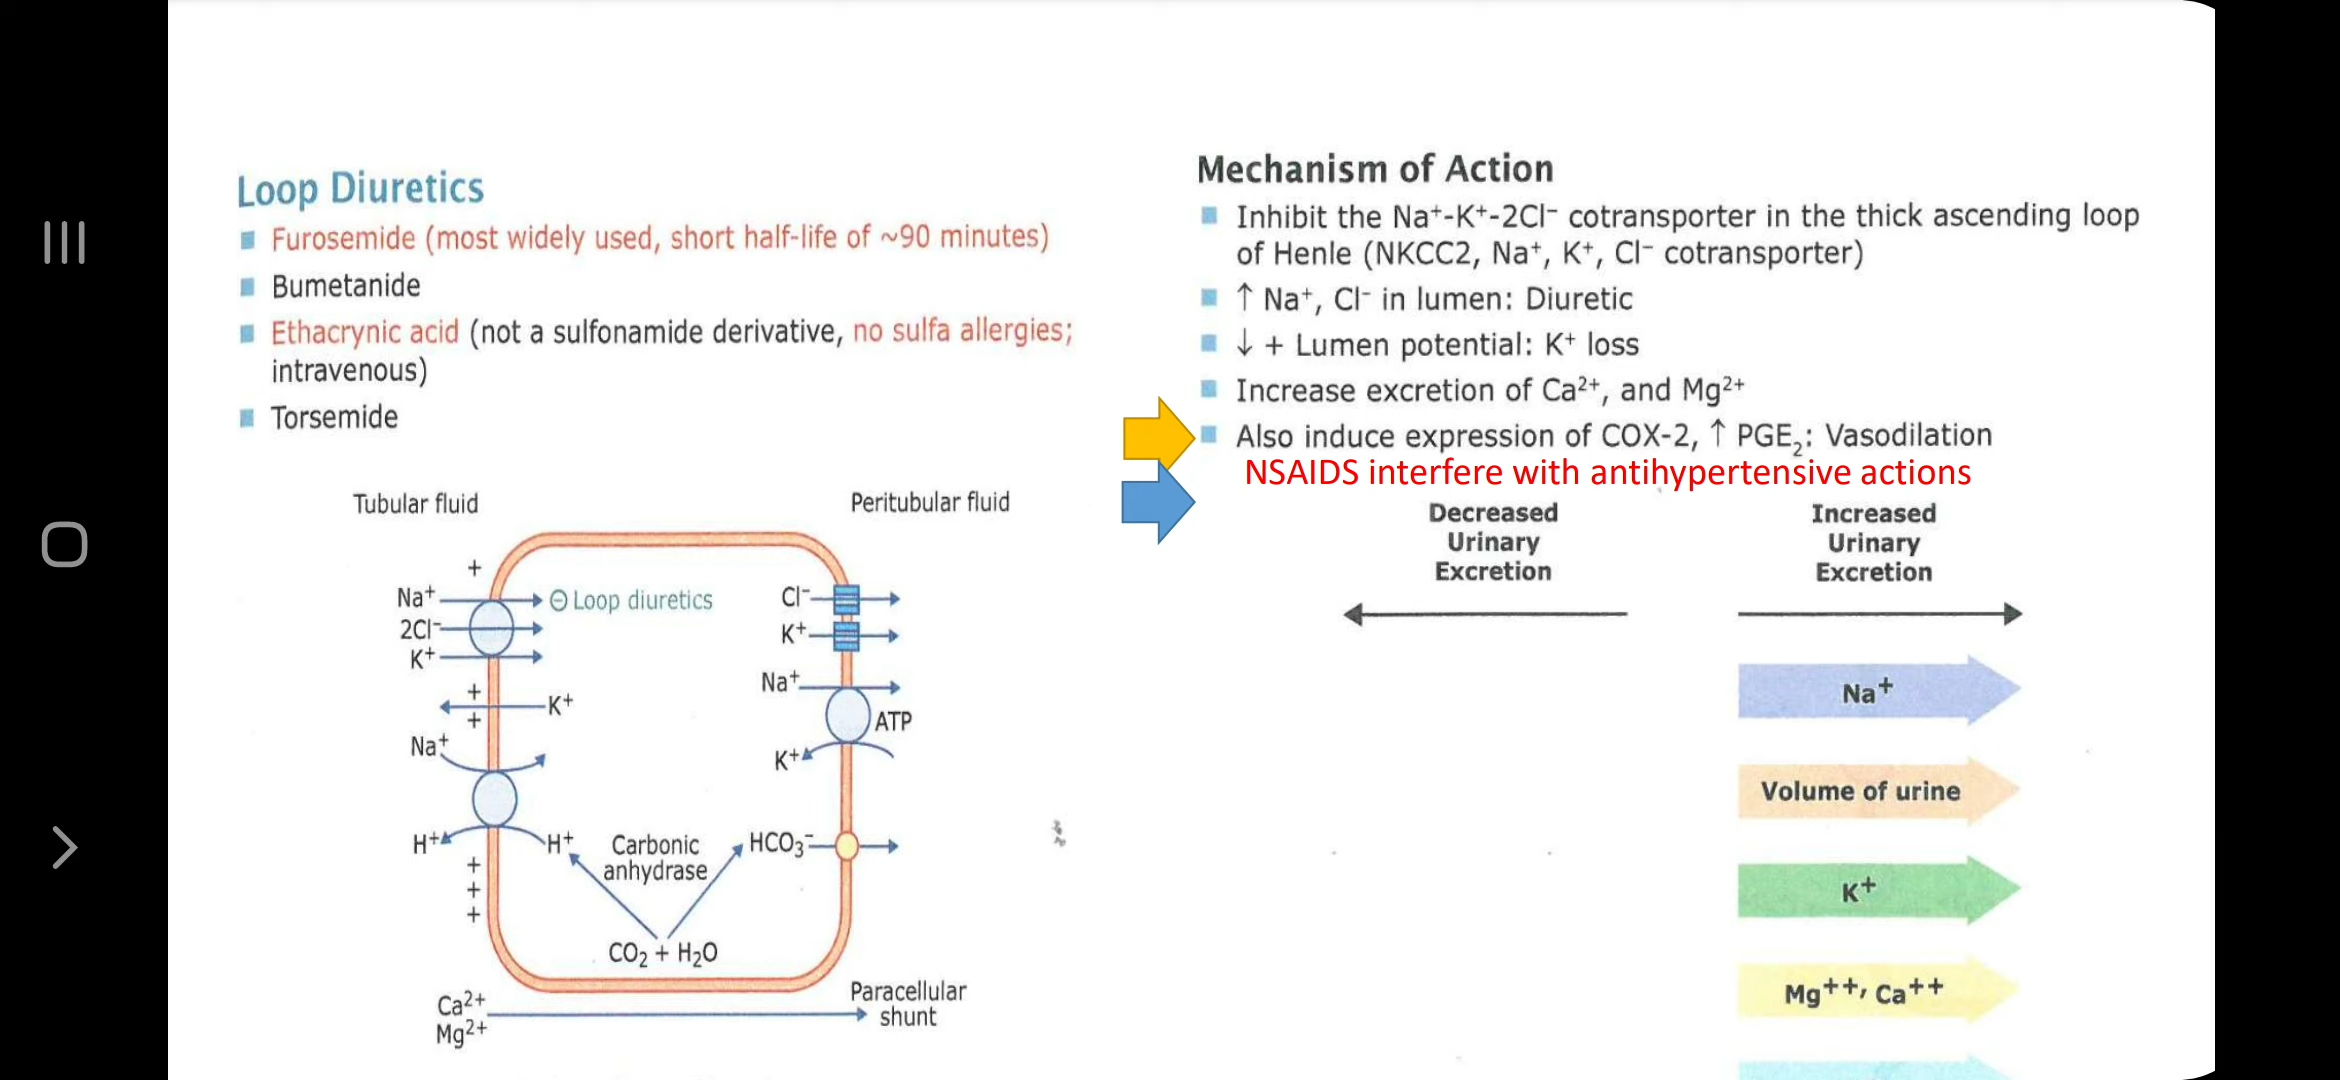 Loop Diuretics
Furosemide (most widely used, short half-life of ~90 minutes)
Bumetanide
Ethacrynic acid (not a sulfonamide derivative, no sulfa allergies;
intravenous)
Torsemide
Tubular fluid
Peritubular fluid
+
Na⁺
⊖ Loop diuretics
Cl⁻
2Cl⁻
K⁺
K⁺
Na⁺
+
K⁺
+
ATP
Na⁺
K⁺
H⁺
H⁺
Carbonic
anhydrase
HCO₃⁻
+
+
+
CO₂ + H₂O
Ca²⁺
Mg²⁺
Paracellular
shunt
Mechanism of Action
Inhibit the Na⁺-K⁺-2Cl⁻ cotransporter in the thick ascending loop
of Henle (NKCC2, Na⁺, K⁺, Cl⁻ cotransporter)
↑ Na⁺, Cl⁻ in lumen: Diuretic
↓ + Lumen potential: K⁺ loss
Increase excretion of Ca²⁺, and Mg²⁺
Also induce expression of COX-2, ↑ PGE₂: Vasodilation
NSAIDS interfere with antihypertensive actions
Decreased
Urinary
Excretion
Increased
Urinary
Excretion
Na⁺
Volume of urine
K⁺
Mg⁺⁺, Ca⁺⁺